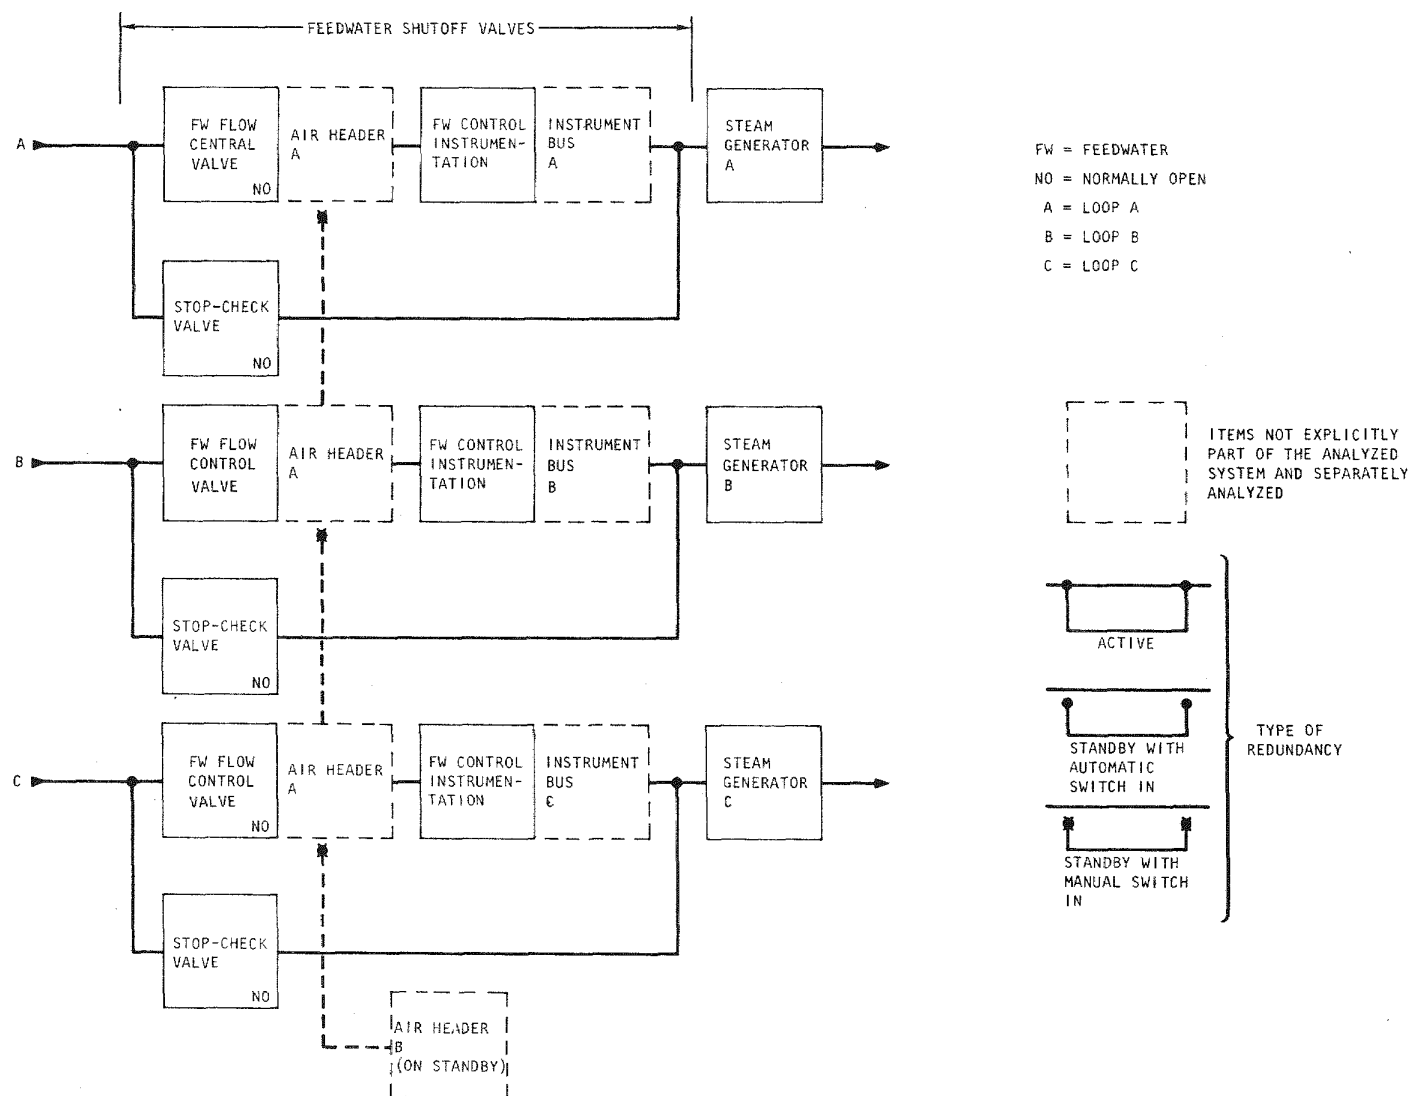 FEEDWATER SHUTOFF VALVES
A
FW FLOW
CENTRAL
VALVE
NO
AIR HEADER
A
FW CONTROL
INSTRUMEN-
TATION
INSTRUMENT
BUS
A
STEAM
GENERATOR
A
STOP-CHECK
VALVE
NO
B
FW FLOW
CONTROL
VALVE
AIR HEADER
A
FW CONTROL
INSTRUMEN-
TATION
INSTRUMENT
BUS
B
STEAM
GENERATOR
B
STOP-CHECK
VALVE
NO
C
FW FLOW
CONTROL
VALVE
NO
AIR HEADER
A
FW CONTROL
INSTRUMEN-
TATION
INSTRUMENT
BUS
C
STEAM
GENERATOR
C
STOP-CHECK
VALVE
NO
AIR HEADER
B
(ON STANDBY)
FW = FEEDWATER
NO = NORMALLY OPEN
A = LOOP A
B = LOOP B
C = LOOP C
ITEMS NOT EXPLICITLY
PART OF THE ANALYZED
SYSTEM AND SEPARATELY
ANALYZED
ACTIVE
STANDBY WITH
AUTOMATIC
SWITCH IN
STANDBY WITH
MANUAL SWITCH
IN
TYPE OF
REDUNDANCY